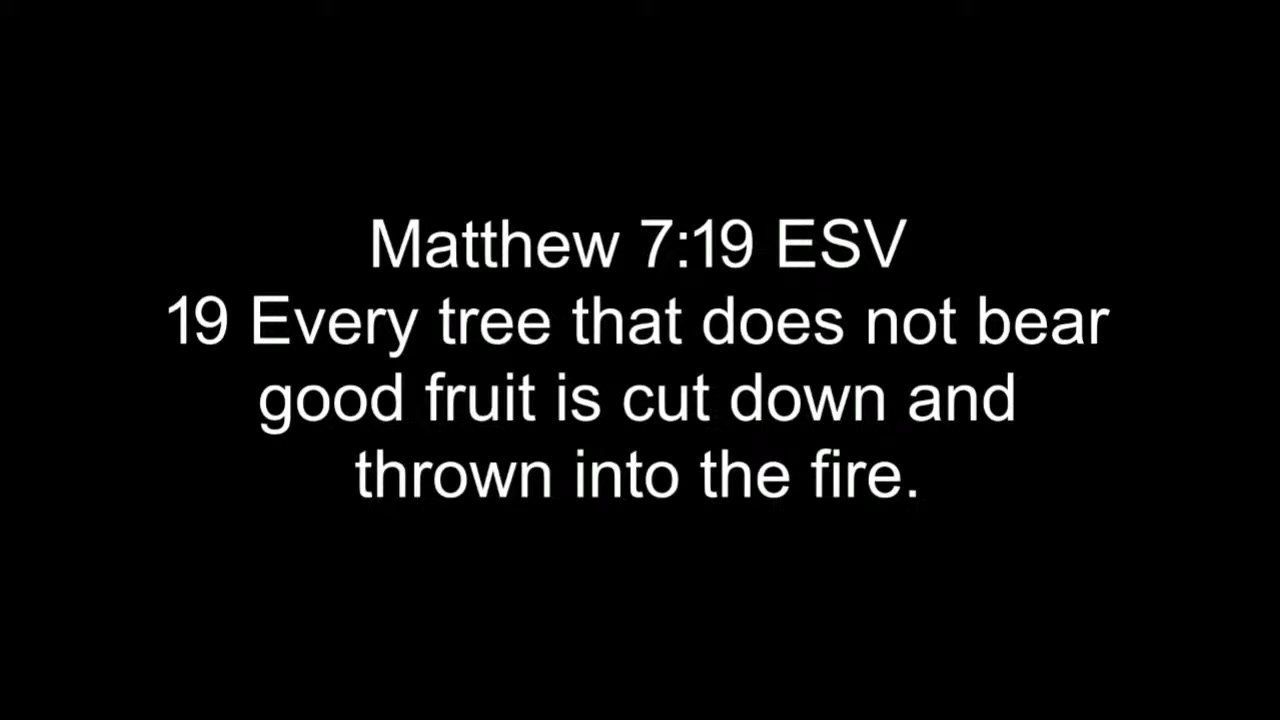 Matthew 7:19 ESV
19 Every tree that does not bear
good fruit is cut down and
thrown into the fire.